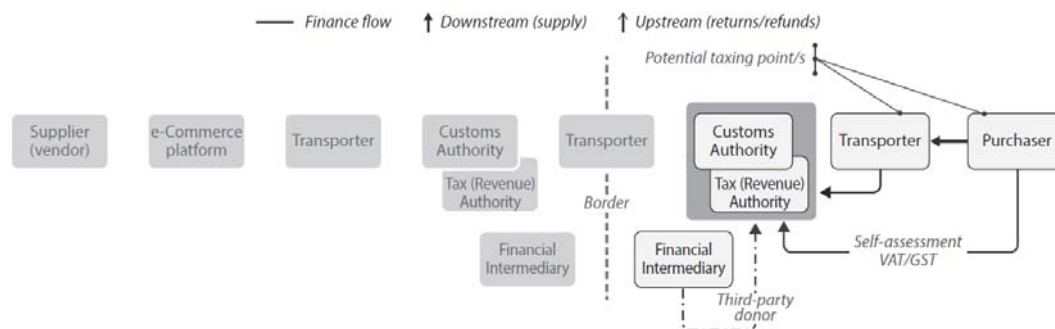 Finance flow
Downstream (supply)
Upstream (returns/refunds)
Potential taxing point/s
Supplier
(vendor)
e-Commerce
platform
Transporter
Customs
Authority
Tax (Revenue)
Authority
Transporter
Border
Customs
Authority
Tax (Revenue)
Authority
Transporter
Purchaser
Financial
Intermediary
Financial
Intermediary
Self-assessment
VAT/GST
Third-party
donor